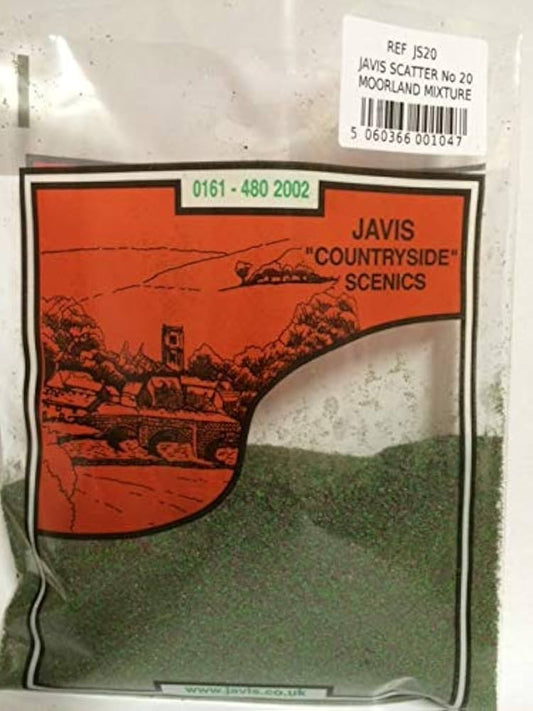 REF JS20
JAVIS SCATTER No 20
MOORLAND MIXTURE
5 060366 001047
0161 - 480 2002
JAVIS
"COUNTRYSIDE"
SCENICS
www.javis.co.uk